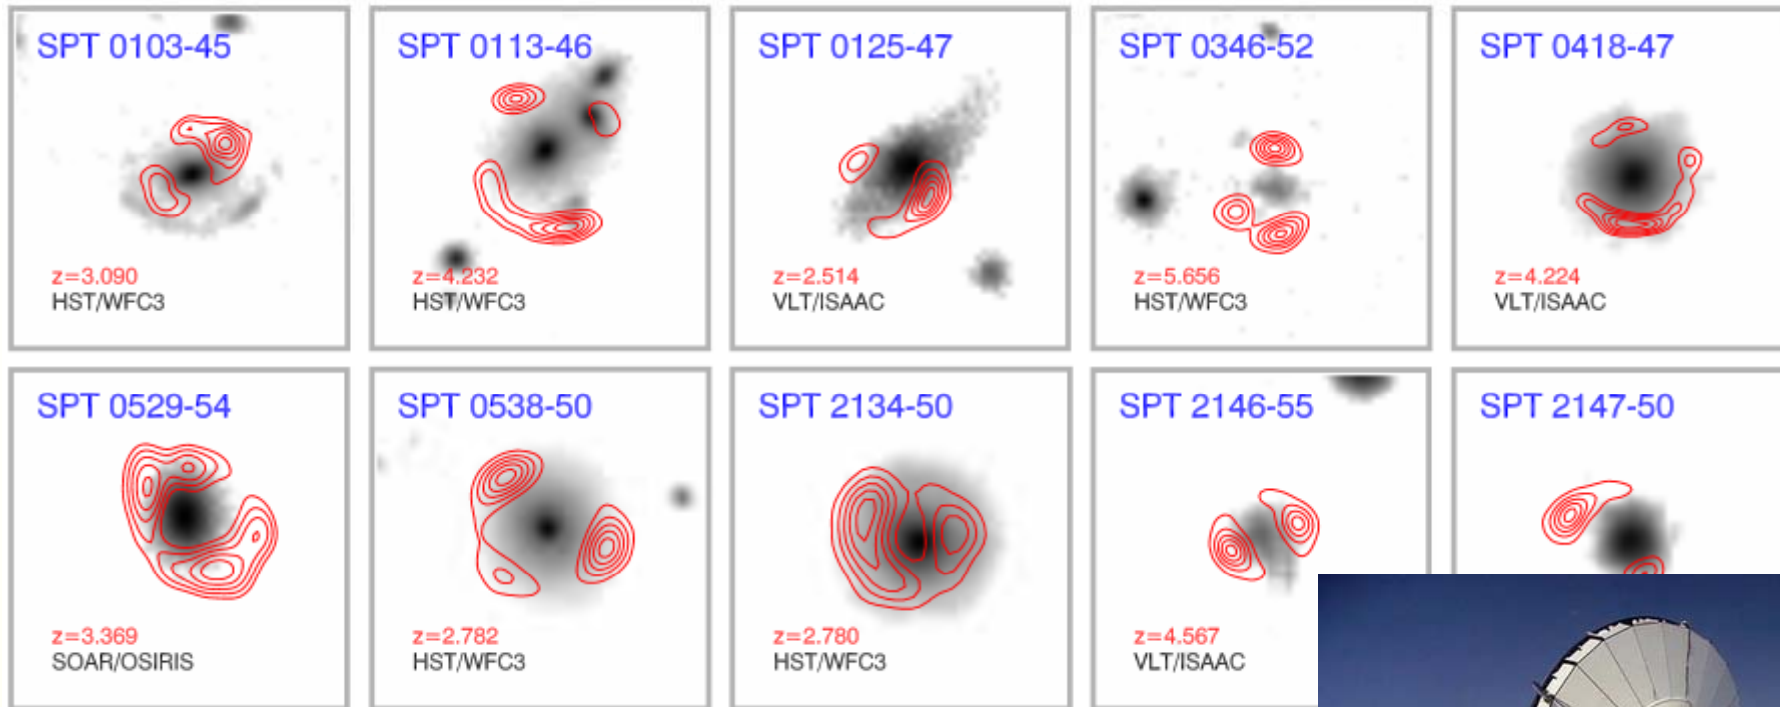 SPT 0103-45
z=3.090
HST/WFC3
SPT 0113-46
z=4.232
HST/WFC3
SPT 0125-47
z=2.514
VLT/ISAAC
SPT 0346-52
z=5.656
HST/WFC3
SPT 0418-47
z=4.224
VLT/ISAAC
SPT 0529-54
z=3.369
SOAR/OSIRIS
SPT 0538-50
z=2.782
HST/WFC3
SPT 2134-50
z=2.780
HST/WFC3
SPT 2146-55
z=4.567
VLT/ISAAC
SPT 2147-50